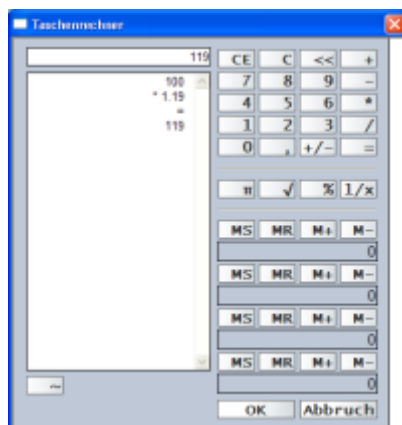 Taschenrechner
119
100
* 1.19
=
119
CE C << +
7 8 9 -
4 5 6 *
1 2 3 /
0 , +/- =
π √ % 1/x
MS MR M+ M-
0
MS MR M+ M-
0
MS MR M+ M-
0
MS MR M+ M-
0
OK Abbruch